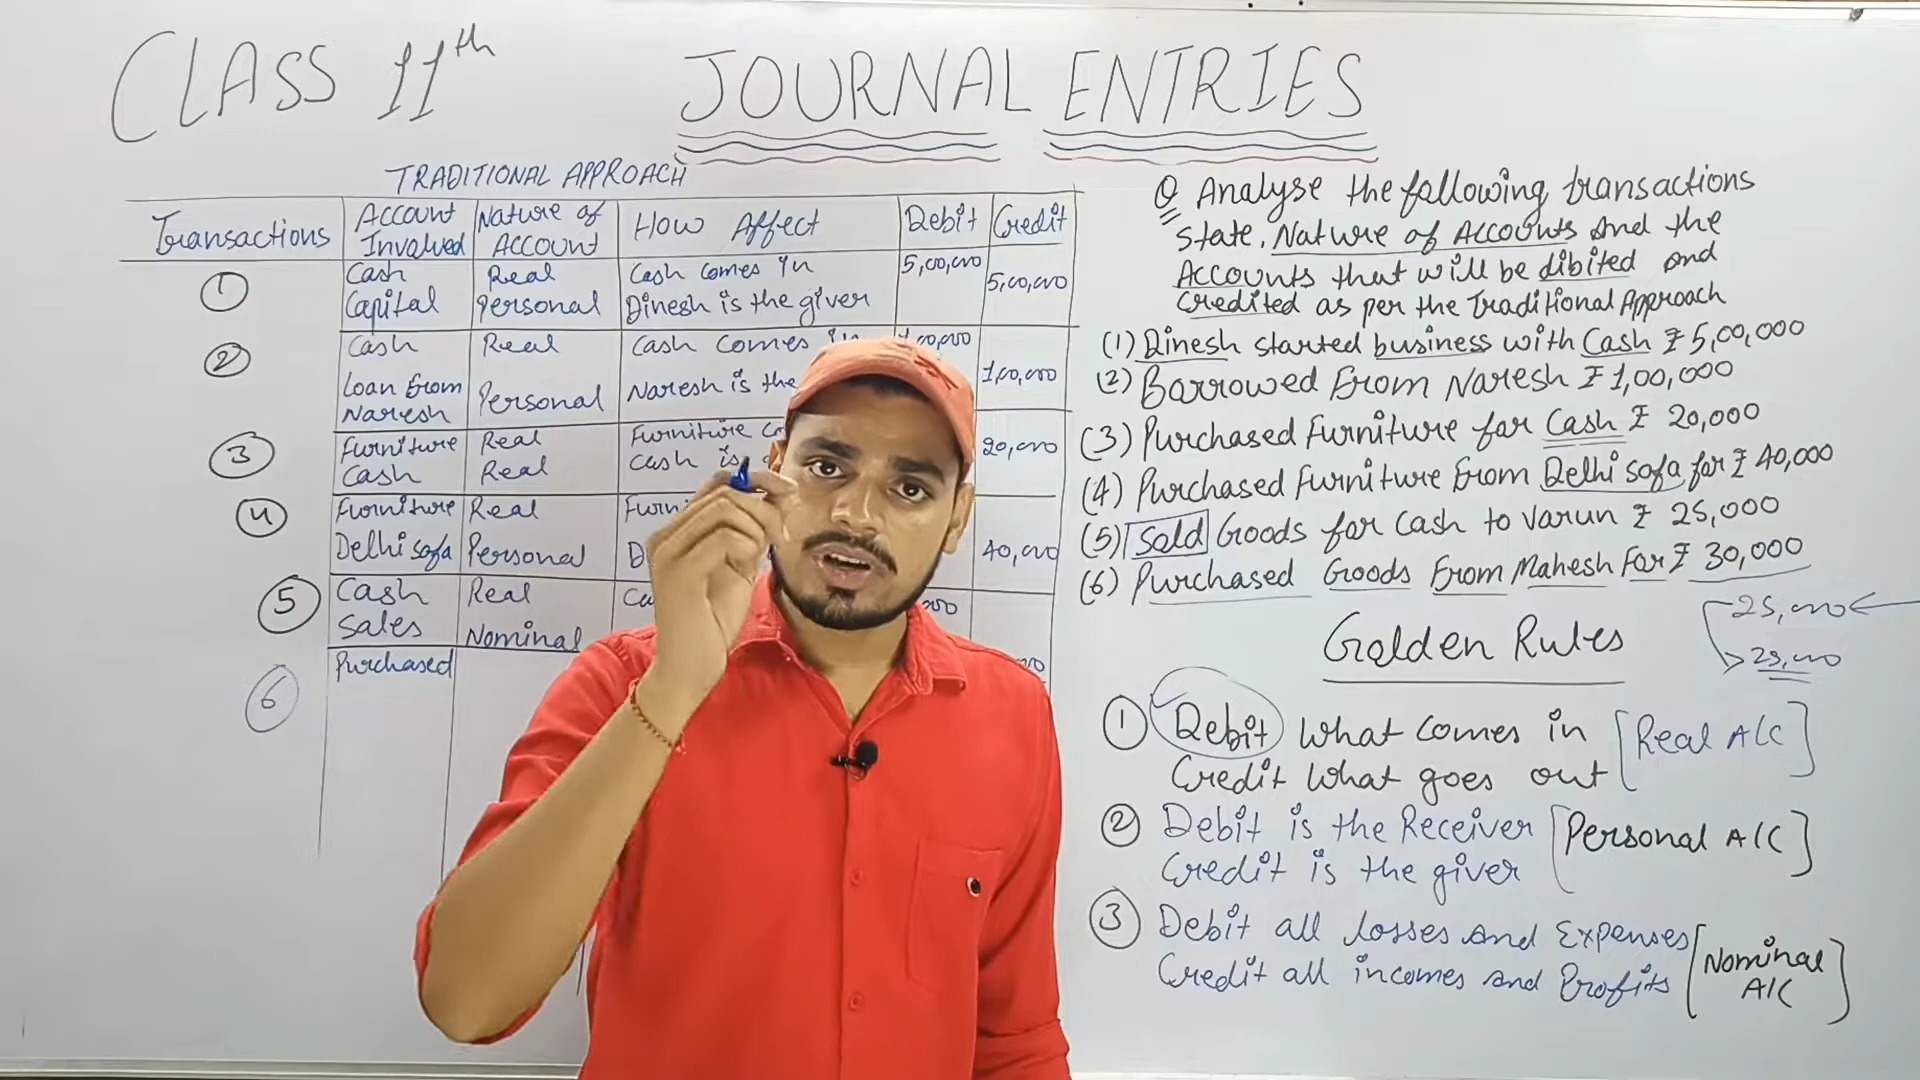 CLASS 11th
JOURNAL ENTRIES
TRADITIONAL APPROACH
Transactions
Account Involved
Nature of Account
How Affect
Debit
Credit
1
Cash
Real
Cash comes in
5,00,000
Capital
Personal
Dinesh is the giver
5,00,000
2
Cash
Real
Cash comes
Loan From
Naresh
Personal
Naresh is the
1,00,000
3
Furniture
Real
Furniture
20,000
Cash
Real
Cash is
4
Furniture
Real
Delhi sofa
Personal
40,000
5
Cash
Real
Sales
Nominal
6
Purchased
Q Analyse the following transactions
State, Nature of Accounts And the
Accounts that will be dibited and
Credited as per the Traditional Approach
(1) Dinesh started business with Cash ₹ 5,00,000
(2) Barrowed From Naresh ₹ 1,00,000
(3) Purchased Furniture for Cash ₹ 20,000
(4) Purchased Furniture From Delhi sofa for ₹ 40,000
(5) Sold Goods for Cash to Varun ₹ 25,000
(6) Purchased Goods From Mahesh For ₹ 30,000
25,000
25,000
Golden Rules
1 Debit What comes in
Credit What goes out
[Real A/C]
2 Debit is the Receiver
Credit is the giver
[Personal A/C]
3 Debit all losses and Expenses
Credit all incomes and Profits
[Nominal A/C]